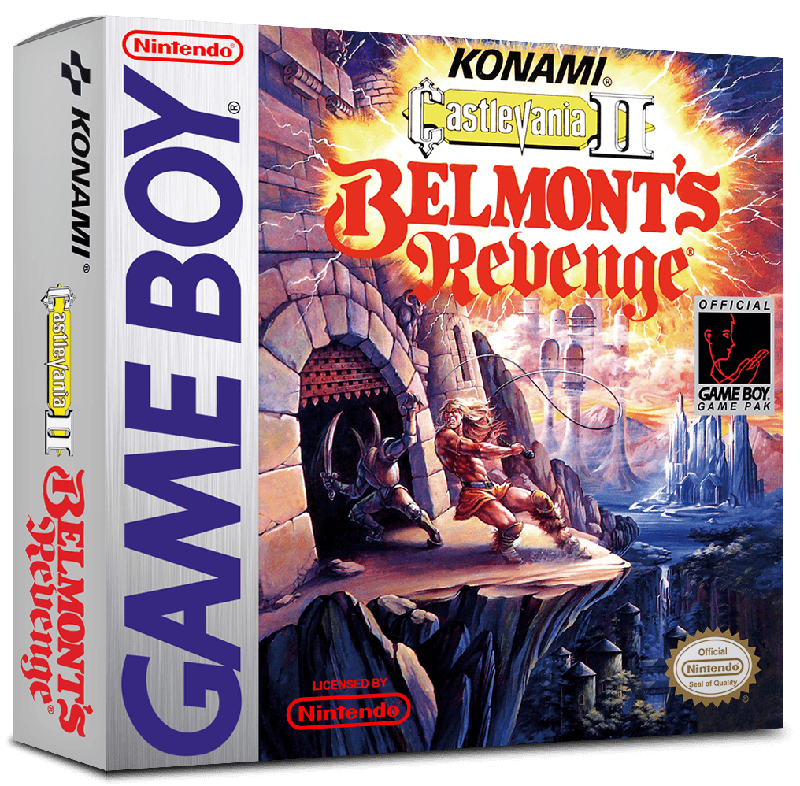 KONAMI®
Castlevania II
BELMONT'S
Revenge®
Nintendo®
GAME BOY®
KONAMI®
Castlevania II
BELMONT'S
Revenge®
OFFICIAL
GAME BOY
GAME PAK
LICENSED BY
Nintendo®
Official
Nintendo
Seal of Quality